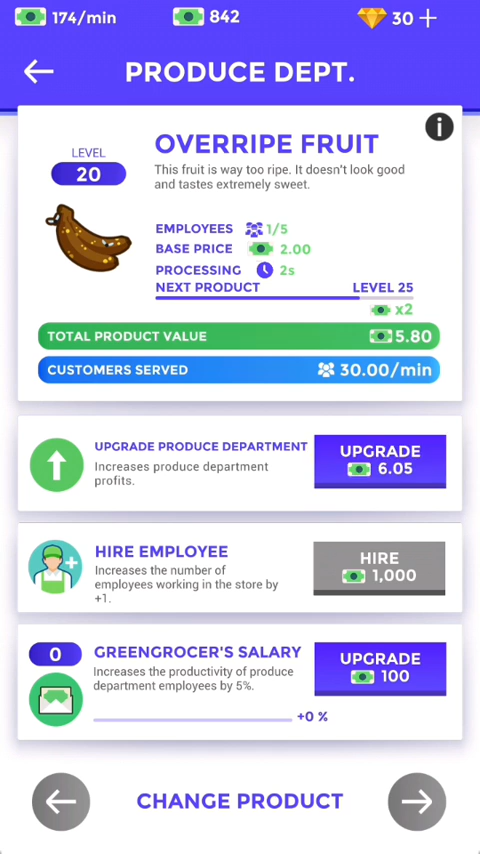 174/min
842
30 +
PRODUCE DEPT.
i
LEVEL
20
OVERRIPE FRUIT
This fruit is way too ripe. It doesn't look good
and tastes extremely sweet.
EMPLOYEES 1/5
BASE PRICE 2.00
PROCESSING 2s
NEXT PRODUCT LEVEL 25
x2
TOTAL PRODUCT VALUE 5.80
CUSTOMERS SERVED 30.00/min
UPGRADE PRODUCE DEPARTMENT
Increases produce department
profits.
UPGRADE
6.05
HIRE EMPLOYEE
Increases the number of
employees working in the store by
+1.
HIRE
1,000
0
GREENGROCER'S SALARY
Increases the productivity of produce
department employees by 5%.
+0 %
UPGRADE
100
CHANGE PRODUCT